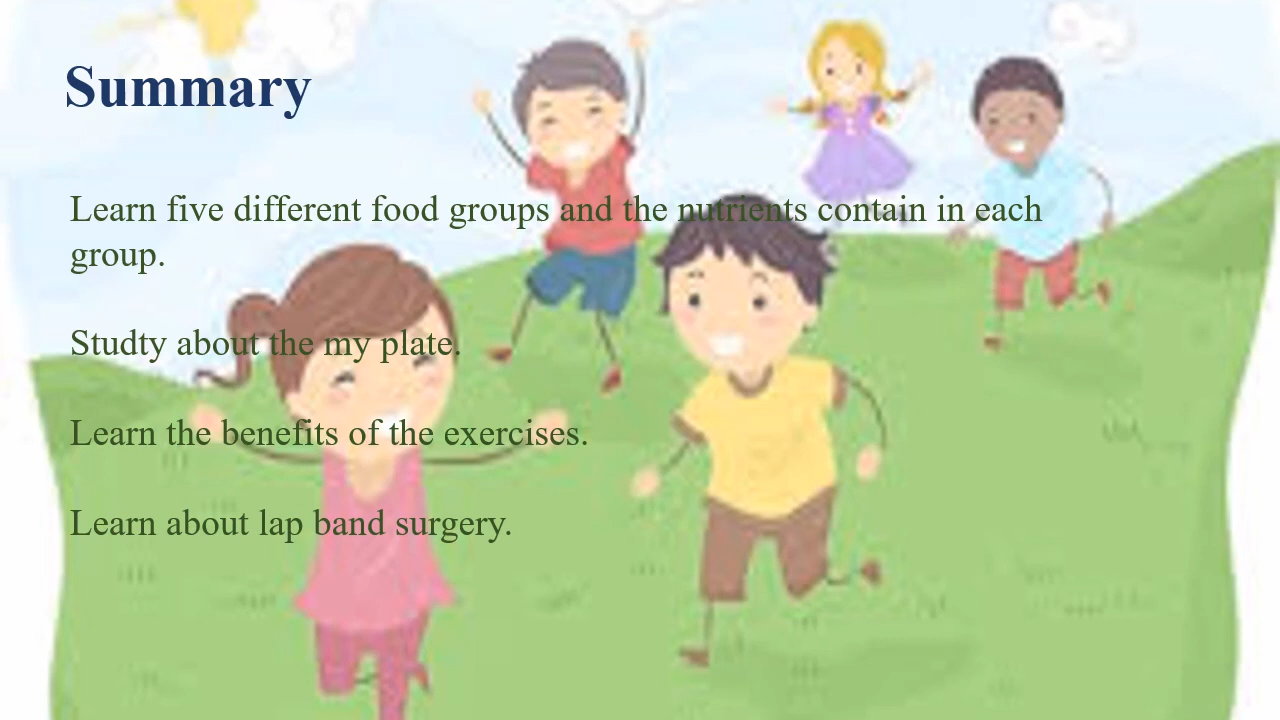 Summary
Learn five different food groups and the nutrients contain in each
group.
Studty about the my plate.
Learn the benefits of the exercises.
Learn about lap band surgery.